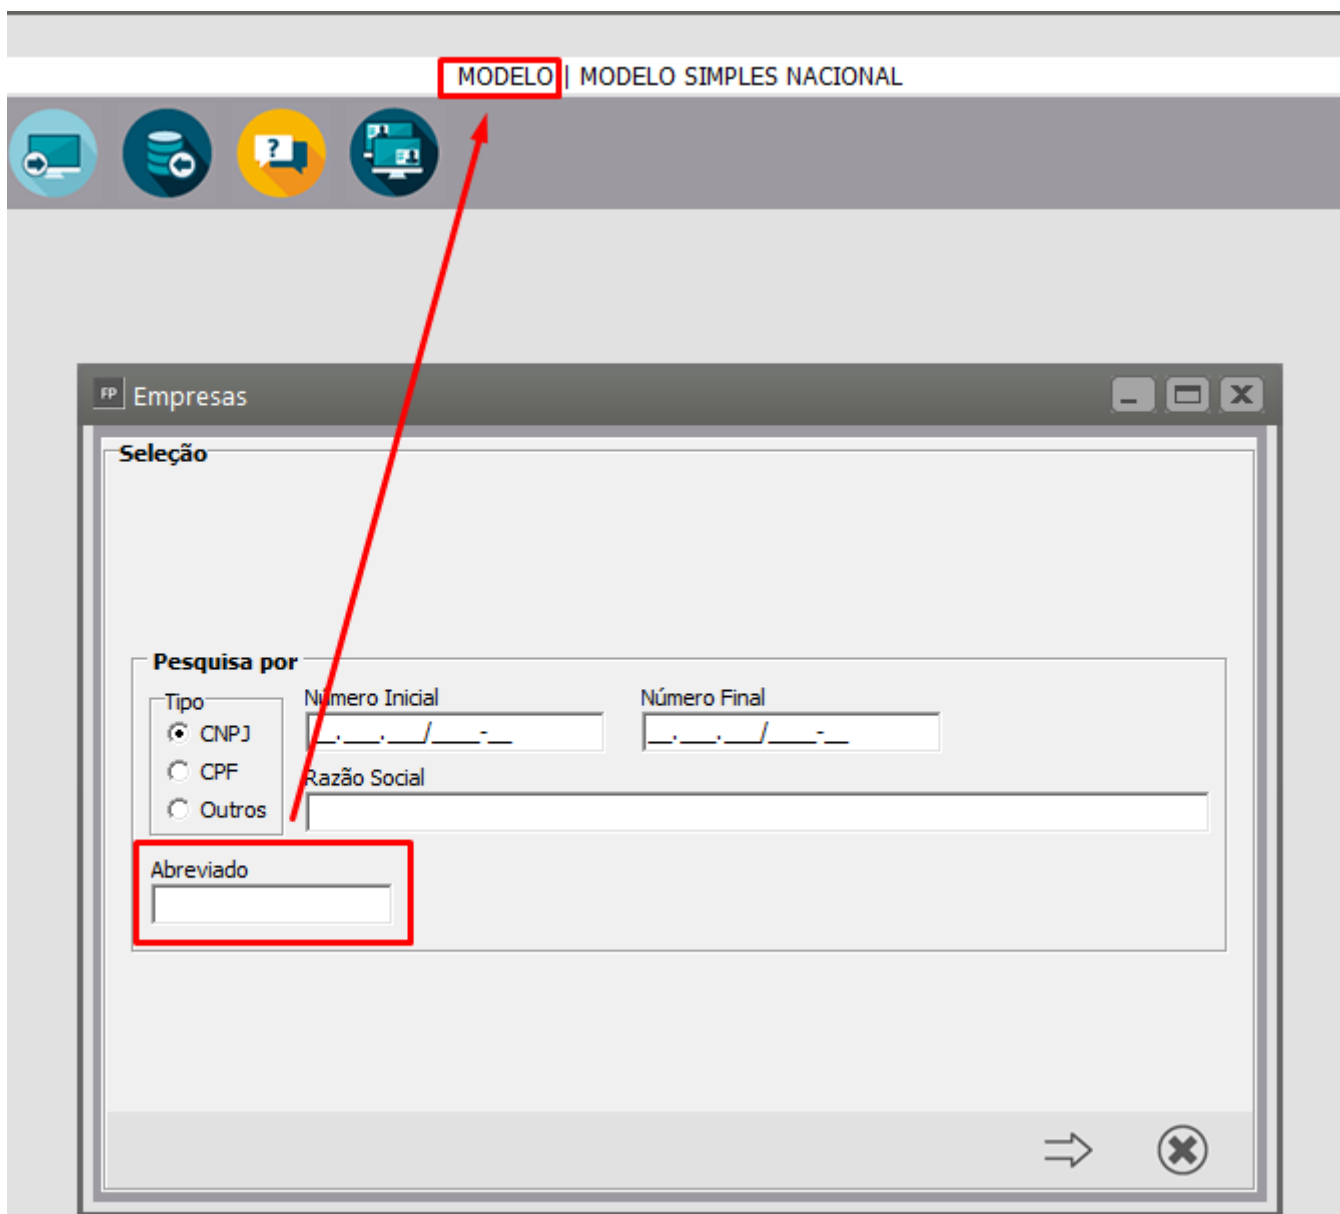 MODELO | MODELO SIMPLES NACIONAL
?
FP Empresas
Seleção
Pesquisa por
Tipo
Número Inicial
Número Final
CNPJ
__.___.___/____-__
__.___.___/____-__
CPF
Razão Social
Outros
Abreviado